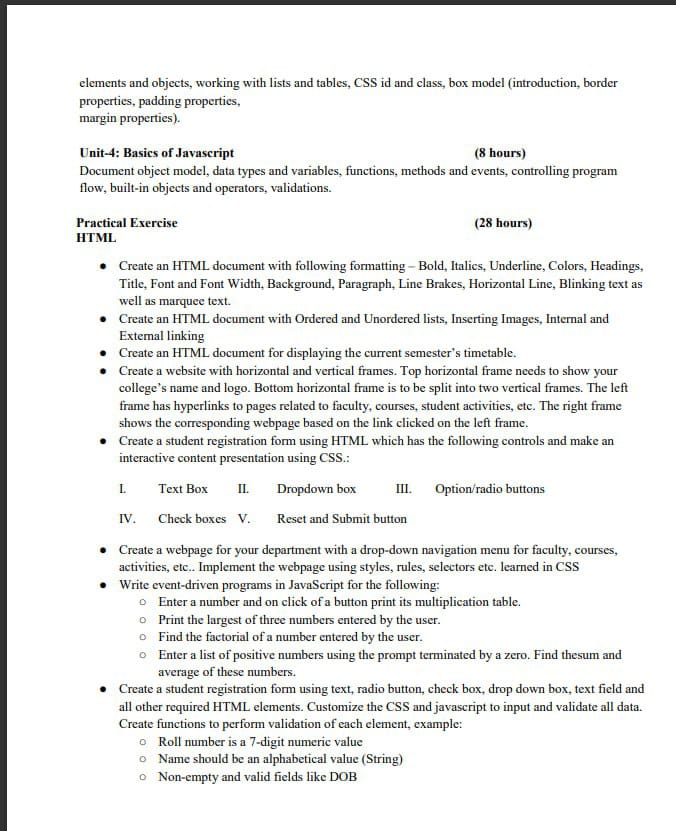 elements and objects, working with lists and tables, CSS id and class, box model (introduction, border
properties, padding properties,
margin properties).
Unit-4: Basics of Javascript (8 hours)
Document object model, data types and variables, functions, methods and events, controlling program
flow, built-in objects and operators, validations.
Practical Exercise (28 hours)
HTML
● Create an HTML document with following formatting – Bold, Italics, Underline, Colors, Headings,
Title, Font and Font Width, Background, Paragraph, Line Brakes, Horizontal Line, Blinking text as
well as marquee text.
● Create an HTML document with Ordered and Unordered lists, Inserting Images, Internal and
External linking
● Create an HTML document for displaying the current semester's timetable.
● Create a website with horizontal and vertical frames. Top horizontal frame needs to show your
college's name and logo. Bottom horizontal frame is to be split into two vertical frames. The left
frame has hyperlinks to pages related to faculty, courses, student activities, etc. The right frame
shows the corresponding webpage based on the link clicked on the left frame.
● Create a student registration form using HTML which has the following controls and make an
interactive content presentation using CSS.:
I. Text Box II. Dropdown box III. Option/radio buttons
IV. Check boxes V. Reset and Submit button
● Create a webpage for your department with a drop-down navigation menu for faculty, courses,
activities, etc.. Implement the webpage using styles, rules, selectors etc. learned in CSS
● Write event-driven programs in JavaScript for the following:
○ Enter a number and on click of a button print its multiplication table.
○ Print the largest of three numbers entered by the user.
○ Find the factorial of a number entered by the user.
○ Enter a list of positive numbers using the prompt terminated by a zero. Find thesum and
average of these numbers.
● Create a student registration form using text, radio button, check box, drop down box, text field and
all other required HTML elements. Customize the CSS and javascript to input and validate all data.
Create functions to perform validation of each element, example:
○ Roll number is a 7-digit numeric value
○ Name should be an alphabetical value (String)
○ Non-empty and valid fields like DOB